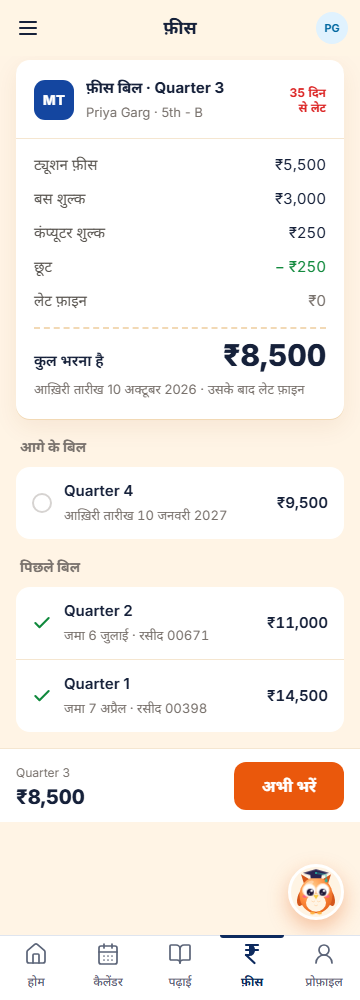 फ़ीस
PG
MT
फ़ीस बिल · Quarter 3
Priya Garg · 5th - B
35 दिन
से लेट
ट्यूशन फ़ीस ₹5,500
बस शुल्क ₹3,000
कंप्यूटर शुल्क ₹250
छूट − ₹250
लेट फ़ाइन ₹0
कुल भरना है ₹8,500
आख़िरी तारीख 10 अक्टूबर 2026 · उसके बाद लेट फ़ाइन
आगे के बिल
Quarter 4 ₹9,500
आख़िरी तारीख 10 जनवरी 2027
पिछले बिल
Quarter 2 ₹11,000
जमा 6 जुलाई · रसीद 00671
Quarter 1 ₹14,500
जमा 7 अप्रैल · रसीद 00398
Quarter 3
₹8,500
अभी भरें
होम कैलेंडर पढ़ाई फ़ीस प्रोफ़ाइल